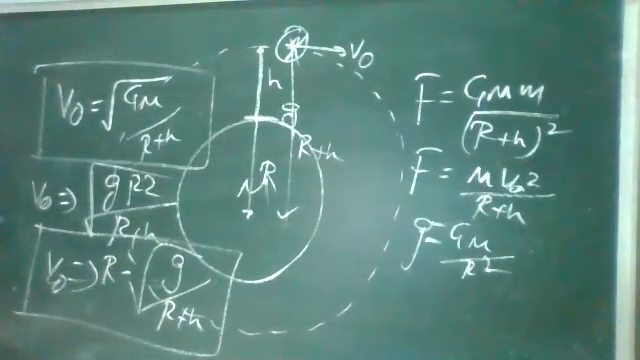 V₀ = √GM/R+h
V₀ ⇒ √gR²/R+h
V₀ ⇒ R √g/R+h
m
V₀
h
g
R+h
R
F = GMm/(R+h)²
F = MV₀²/R+h
g = GM/R²